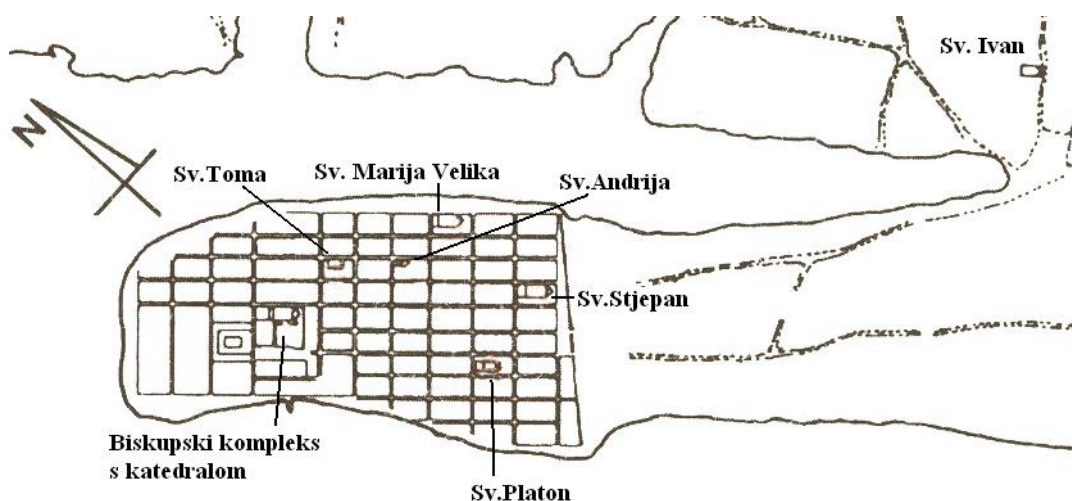 Sv. Ivan
N
Sv.Toma
Sv. Marija Velika
Sv.Andrija
Sv.Stjepan
Biskupski kompleks
s katedralom
Sv.Platon